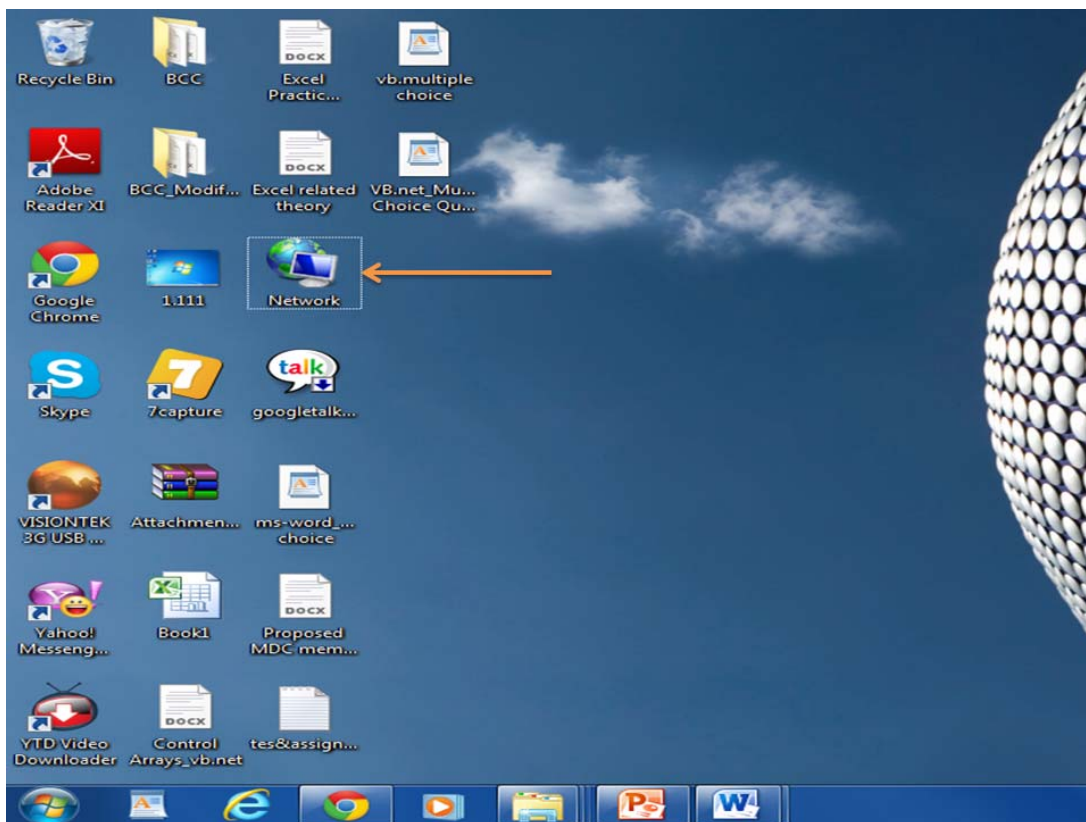 Recycle Bin
BCC
DOCX
Excel
Practic...
vb.multiple
choice
Adobe
Reader XI
BCC_Modif...
DOCX
Excel related
theory
VB.net_Mu...
Choice Qu...
Google
Chrome
1.111
Network
S
Skype
7
7capture
talk
googletalk...
VISIONTEK
3G USB ...
Attachmen...
ms-word_...
choice
Y!
Yahoo!
Messeng...
Book1
DOCX
Proposed
MDC mem...
YTD Video
Downloader
DOCX
Control
Arrays_vb.net
tes&assign...